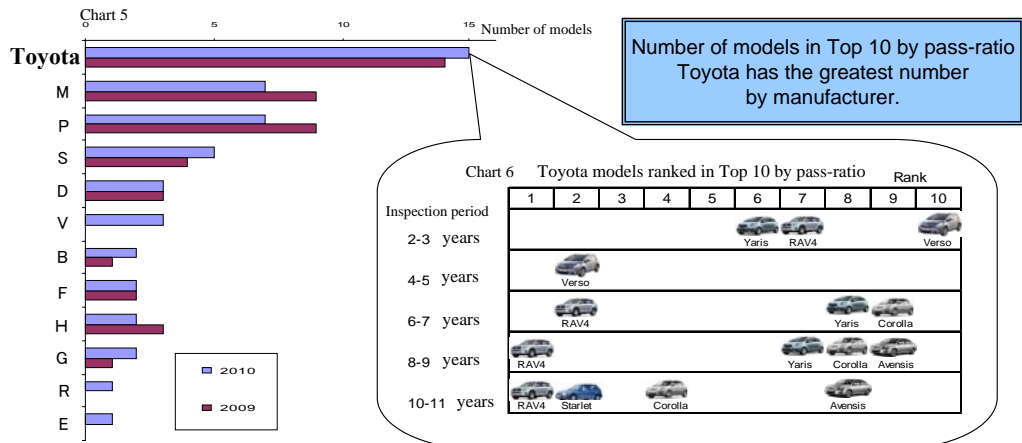 Chart 5
0
5
10
15
Number of models
Toyota
M
P
S
D
V
B
F
H
G
R
E
2010
2009
Number of models in Top 10 by pass-ratio
Toyota has the greatest number
by manufacturer.
Chart 6 Toyota models ranked in Top 10 by pass-ratio Rank
1 2 3 4 5 6 7 8 9 10
Inspection period
2-3 years
Yaris RAV4 Verso
4-5 years
Verso
6-7 years
RAV4 Yaris Corolla
8-9 years
RAV4 Yaris Corolla Avensis
10-11 years
RAV4 Starlet Corolla Avensis